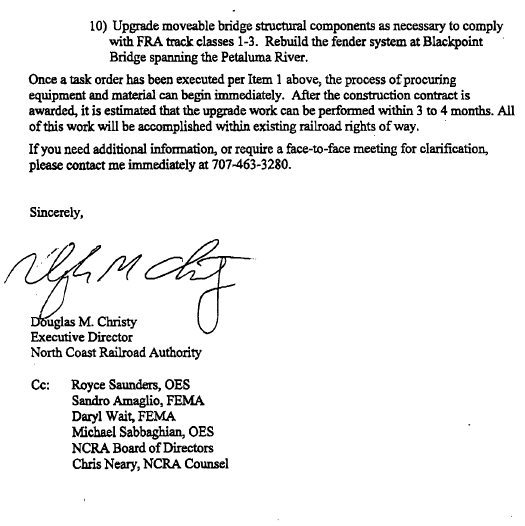 10) Upgrade moveable bridge structural components as necessary to comply
with FRA track classes 1-3. Rebuild the fender system at Blackpoint
Bridge spanning the Petaluma River.
Once a task order has been executed per Item 1 above, the process of procuring
equipment and material can begin immediately. After the construction contract is
awarded, it is estimated that the upgrade work can be performed within 3 to 4 months. All
of this work will be accomplished within existing railroad rights of way.
If you need additional information, or require a face-to-face meeting for clarification,
please contact me immediately at 707-463-3280.
Sincerely,
Douglas M. Christy
Executive Director
North Coast Railroad Authority
Cc: Royce Saunders, OES
Sandro Amaglio, FEMA
Daryl Wait, FEMA
Michael Sabbaghian, OES
NCRA Board of Directors
Chris Neary, NCRA Counsel